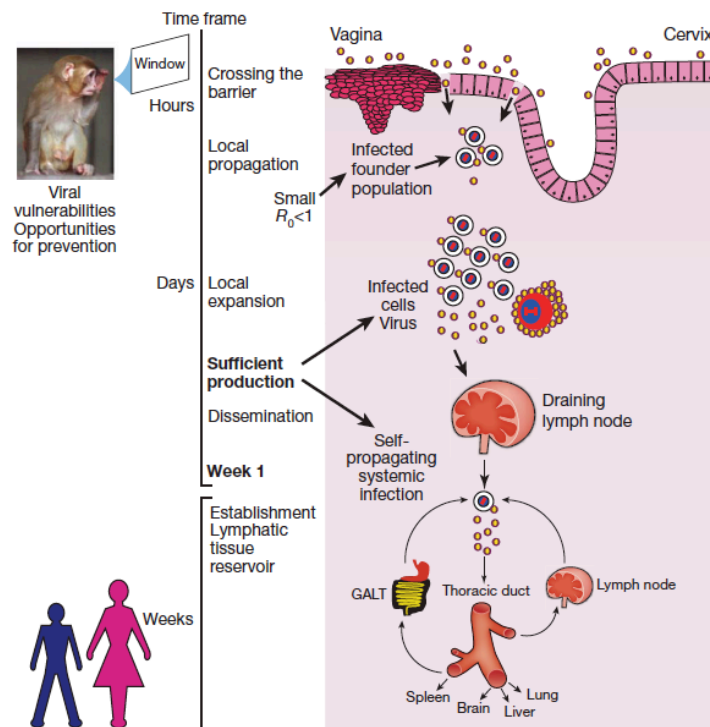 Time frame
Window
Hours
Viral
vulnerabilities
Opportunities
for prevention
Crossing the
barrier
Local
propagation
Days
Local
expansion
Sufficient
production
Dissemination
Week 1
Establishment
Lymphatic
tissue
reservoir
Weeks
Vagina
Cervix
Infected
founder
population
Small
R0<1
Infected
cells
Virus
Draining
lymph node
Self-
propagating
systemic
infection
GALT
Thoracic duct
Lymph node
Spleen
Brain
Liver
Lung